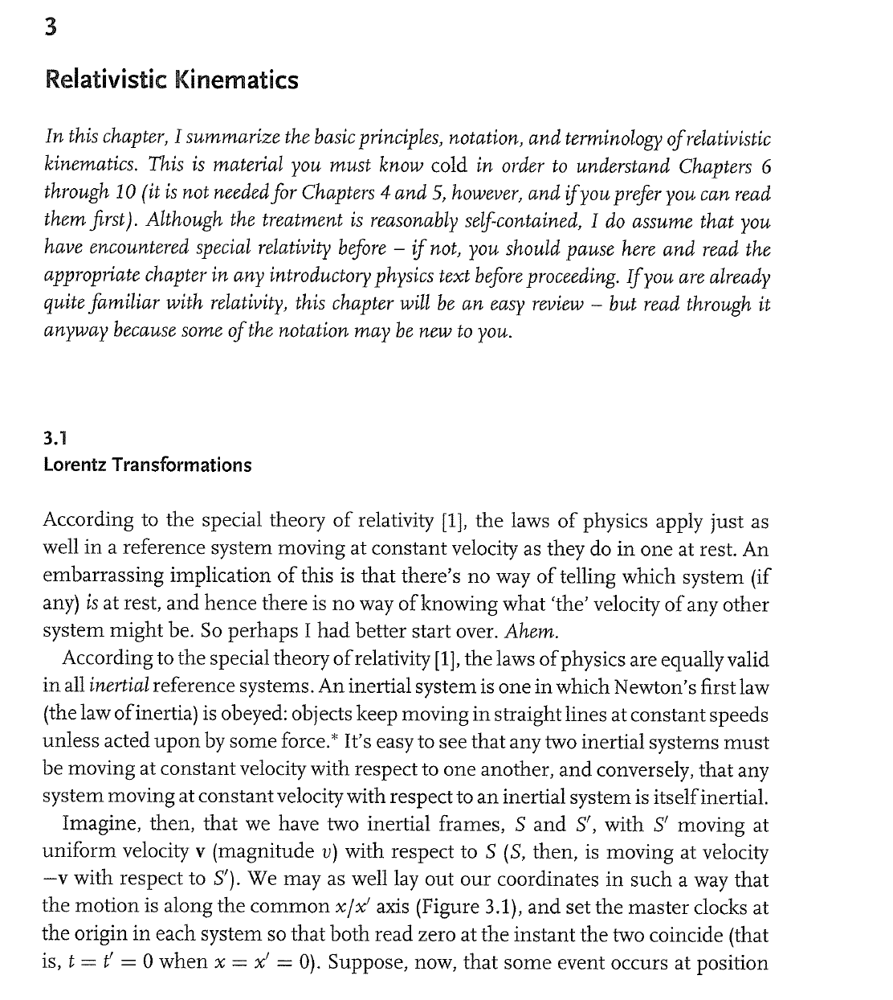 3
Relativistic Kinematics
In this chapter, I summarize the basic principles, notation, and terminology of relativistic
kinematics. This is material you must know cold in order to understand Chapters 6
through 10 (it is not needed for Chapters 4 and 5, however, and if you prefer you can read
them first). Although the treatment is reasonably self-contained, I do assume that you
have encountered special relativity before – if not, you should pause here and read the
appropriate chapter in any introductory physics text before proceeding. If you are already
quite familiar with relativity, this chapter will be an easy review – but read through it
anyway because some of the notation may be new to you.
3.1
Lorentz Transformations
According to the special theory of relativity [1], the laws of physics apply just as
well in a reference system moving at constant velocity as they do in one at rest. An
embarrassing implication of this is that there's no way of telling which system (if
any) is at rest, and hence there is no way of knowing what ‘the’ velocity of any other
system might be. So perhaps I had better start over. Ahem.
According to the special theory of relativity [1], the laws of physics are equally valid
in all inertial reference systems. An inertial system is one in which Newton's first law
(the law of inertia) is obeyed: objects keep moving in straight lines at constant speeds
unless acted upon by some force.* It's easy to see that any two inertial systems must
be moving at constant velocity with respect to one another, and conversely, that any
system moving at constant velocity with respect to an inertial system is itself inertial.
Imagine, then, that we have two inertial frames, S and S′, with S′ moving at
uniform velocity v (magnitude v) with respect to S (S, then, is moving at velocity
−v with respect to S′). We may as well lay out our coordinates in such a way that
the motion is along the common x/x′ axis (Figure 3.1), and set the master clocks at
the origin in each system so that both read zero at the instant the two coincide (that
is, t = t′ = 0 when x = x′ = 0). Suppose, now, that some event occurs at position